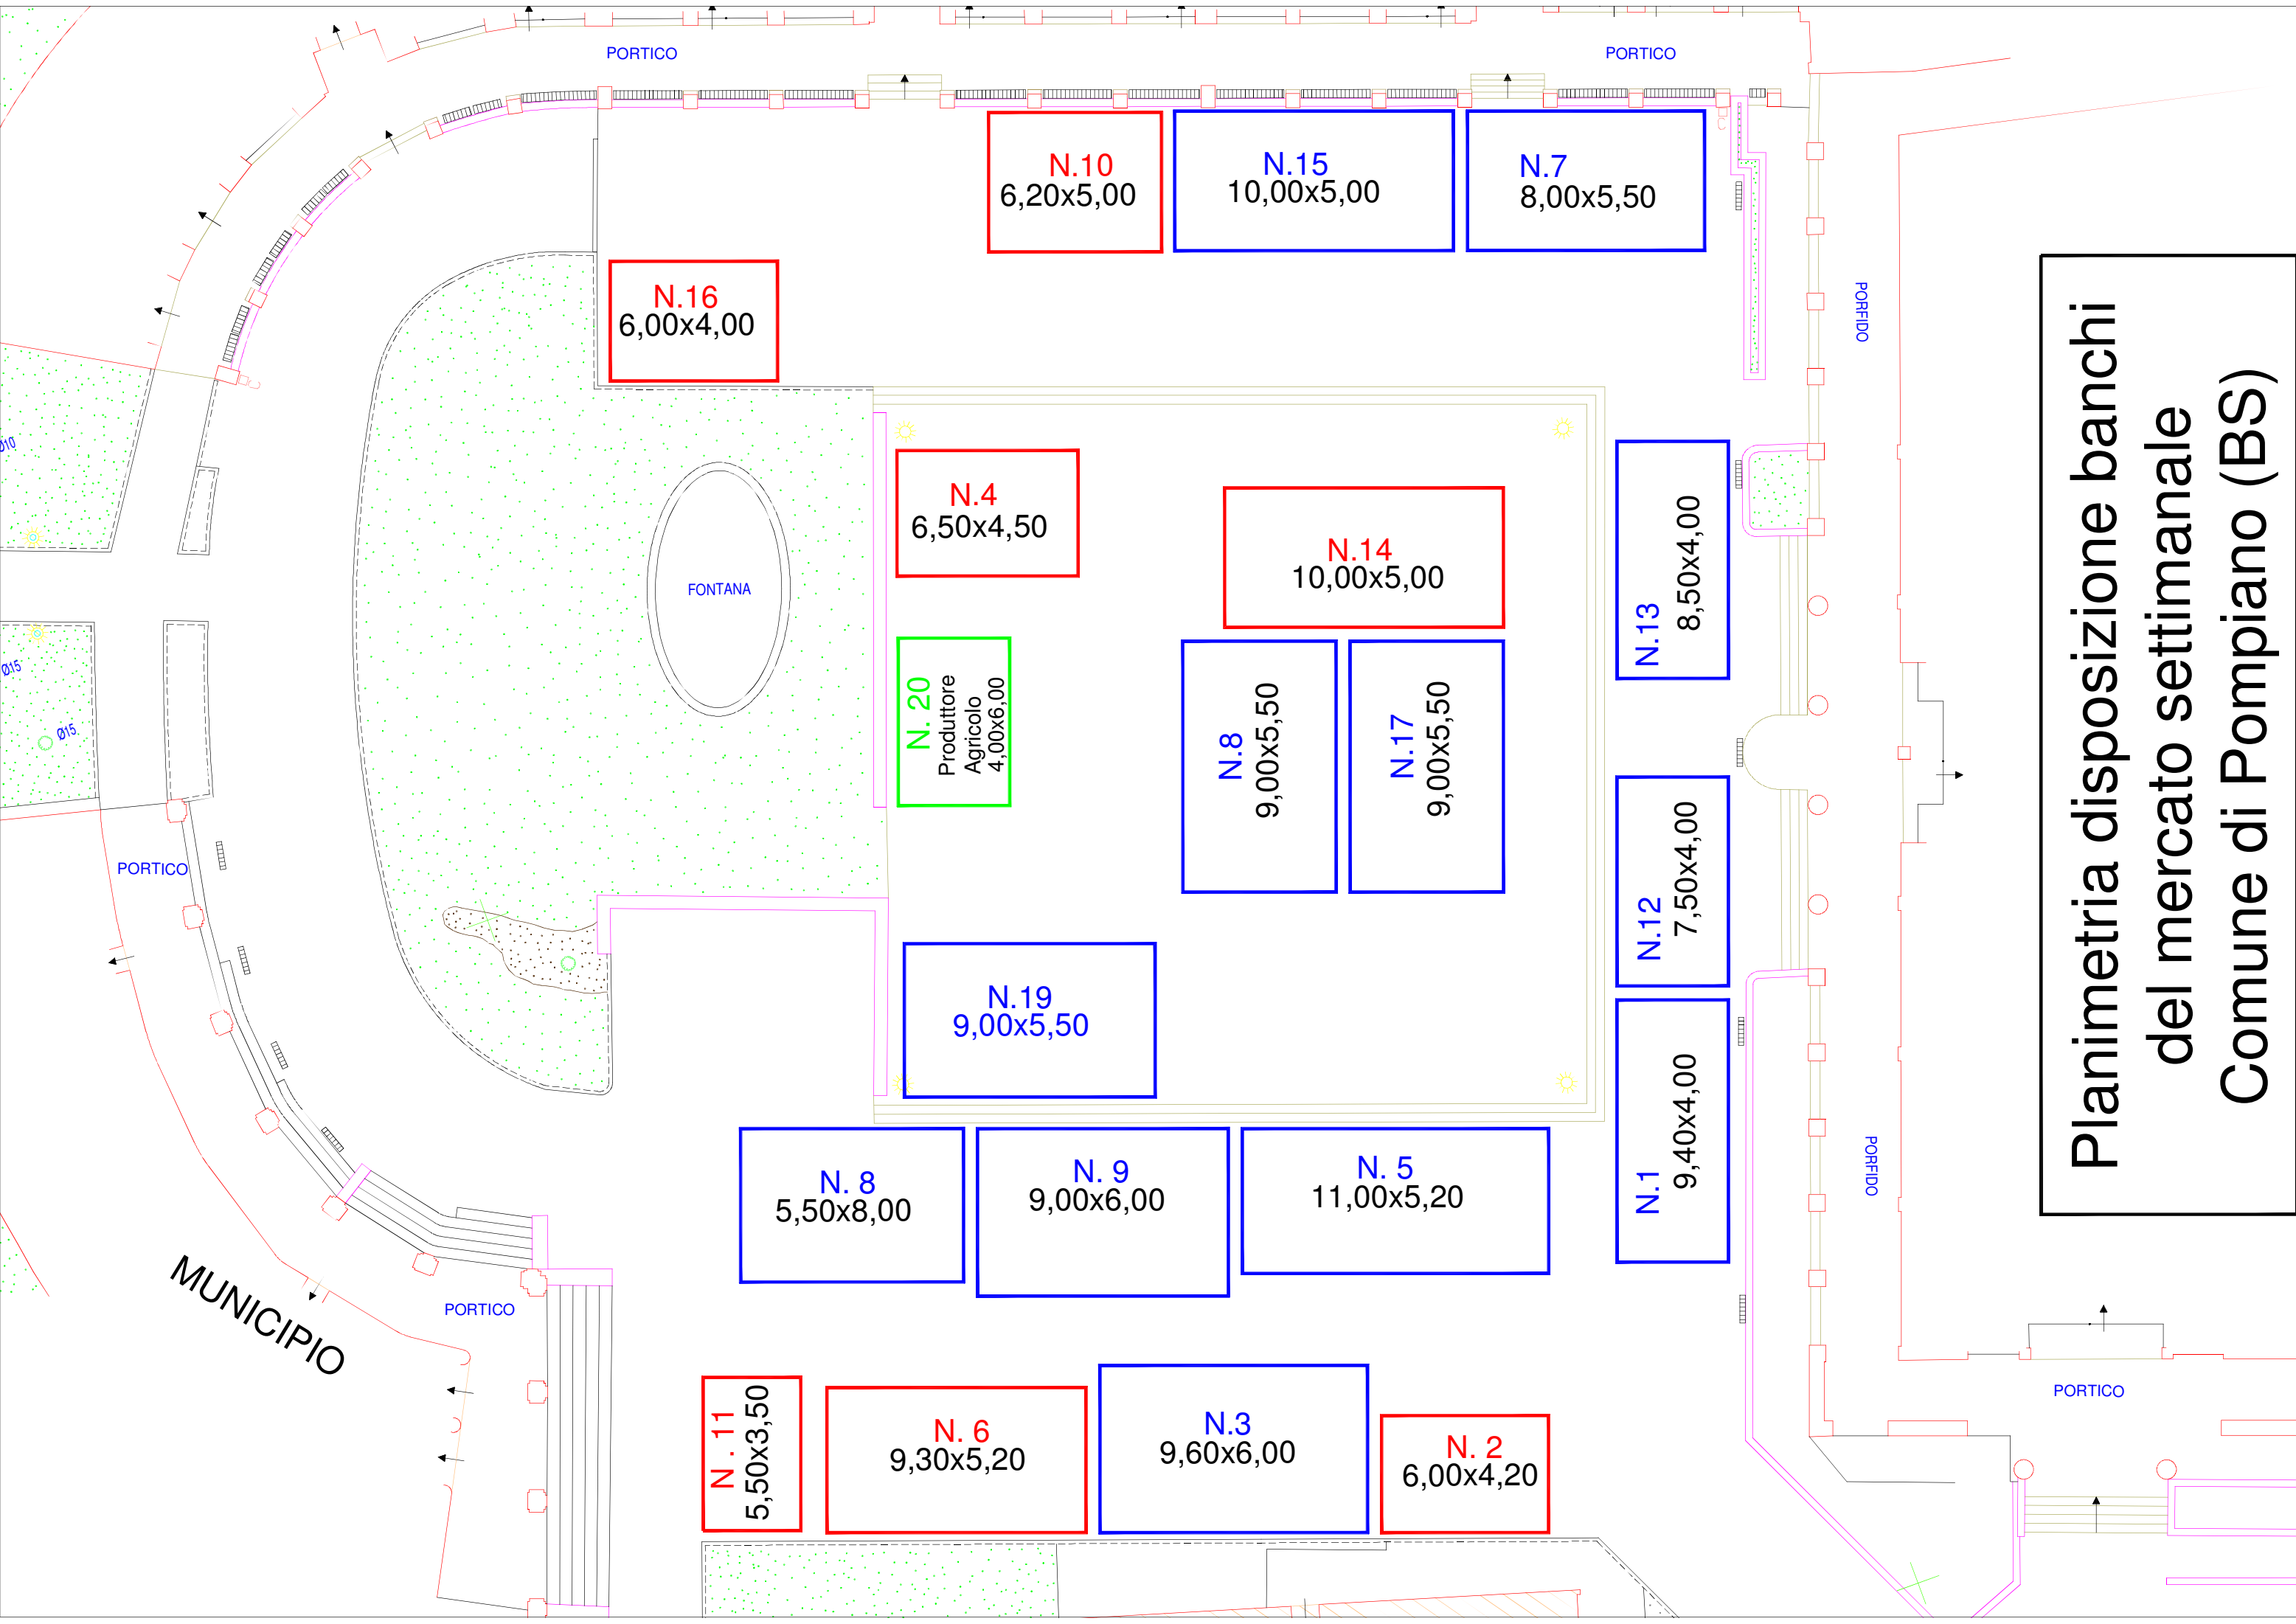 PORTICO
PORTICO
N.10
6,20x5,00
N.15
10,00x5,00
N.7
8,00x5,50
N.16
6,00x4,00
PORFIDO
Planimetria disposizione banchi
del mercato settimanale
Comune di Pompiano (BS)
Ø10
N.4
6,50x4,50
N.14
10,00x5,00
N.13
8,50x4,00
FONTANA
Ø15
Ø15
N. 20
Produttore
Agricolo
4,00x6,00
N.8
9,00x5,50
N.17
9,00x5,50
N.12
7,50x4,00
PORTICO
N.19
9,00x5,50
N.1
9,40x4,00
N. 8
5,50x8,00
N. 9
9,00x6,00
N. 5
11,00x5,20
PORFIDO
MUNICIPIO
PORTICO
PORTICO
N . 11
5,50x3,50
N. 6
9,30x5,20
N.3
9,60x6,00
N. 2
6,00x4,20